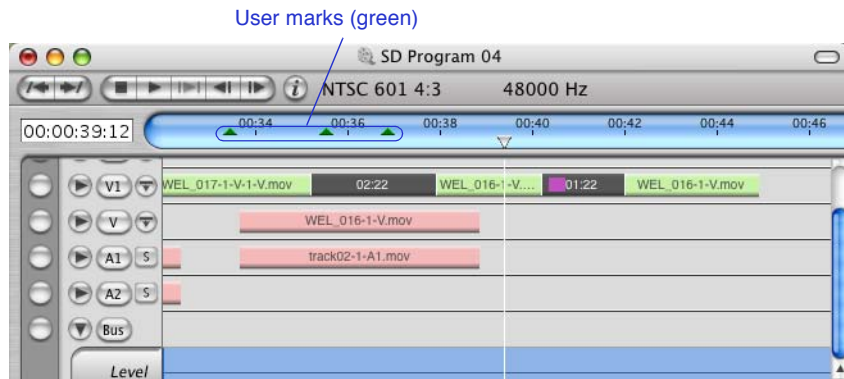 User marks (green)
SD Program 04
NTSC 601 4:3 48000 Hz
00:00:39:12 00:34 00:36 00:38 00:40 00:42 00:44 00:46
V1 WEL_017-1-V-1-V.mov 02:22 WEL_016-1-V.... 01:22 WEL_016-1-V.mov
V WEL_016-1-V.mov
A1 S track02-1-A1.mov
A2 S
Bus
Level